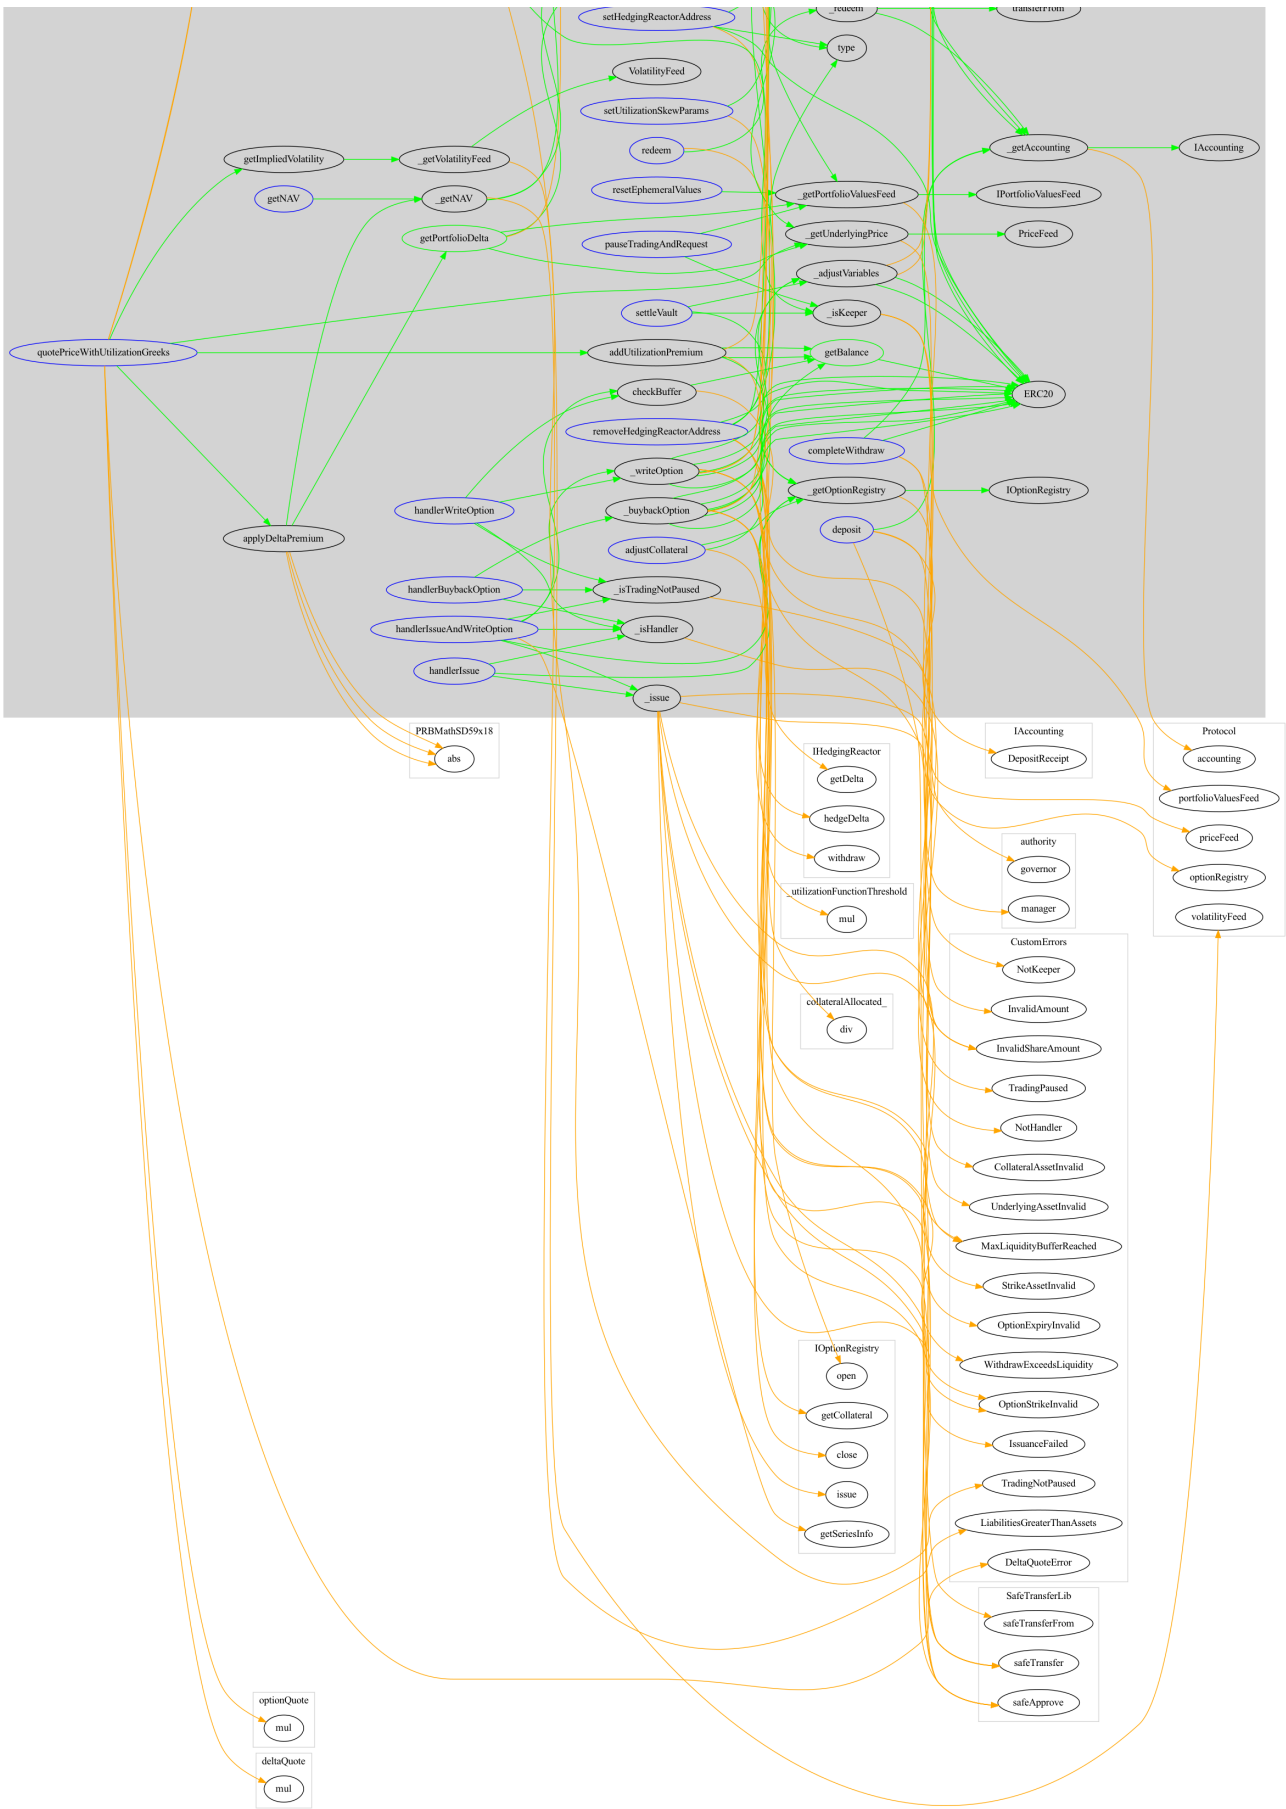 setHedgingReactorAddress
_redeem
transferFrom
type
VolatilityFeed
setUtilizationSkewParams
redeem
getImpliedVolatility
_getVolatilityFeed
_getAccounting
IAccounting
getNAV
_getNAV
resetEphemeralValues
_getPortfolioValuesFeed
IPortfolioValuesFeed
getPortfolioDelta
pauseTradingAndRequest
_getUnderlyingPrice
PriceFeed
_adjustVariables
settleVault
_isKeeper
quotePriceWithUtilizationGreeks
addUtilizationPremium
getBalance
checkBuffer
ERC20
removeHedgingReactorAddress
completeWithdraw
_writeOption
_getOptionRegistry
IOptionRegistry
handlerWriteOption
_buybackOption
deposit
applyDeltaPremium
adjustCollateral
handlerBuybackOption
_isTradingNotPaused
handlerIssueAndWriteOption
_isHandler
handlerIssue
_issue
PRBMathSD59x18
abs
IHedgingReactor
getDelta
hedgeDelta
withdraw
IAccounting
DepositReceipt
Protocol
accounting
portfolioValuesFeed
priceFeed
optionRegistry
volatilityFeed
authority
governor
manager
_utilizationFunctionThreshold
mul
CustomErrors
NotKeeper
InvalidAmount
InvalidShareAmount
TradingPaused
NotHandler
CollateralAssetInvalid
UnderlyingAssetInvalid
MaxLiquidityBufferReached
StrikeAssetInvalid
OptionExpiryInvalid
WithdrawExceedsLiquidity
OptionStrikeInvalid
IssuanceFailed
TradingNotPaused
LiabilitiesGreaterThanAssets
DeltaQuoteError
collateralAllocated_
div
IOptionRegistry
open
getCollateral
close
issue
getSeriesInfo
SafeTransferLib
safeTransferFrom
safeTransfer
safeApprove
optionQuote
mul
deltaQuote
mul